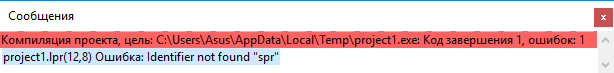 Сообщения
Компиляция проекта, цель: C:\Users\Asus\AppData\Local\Temp\project1.exe: Код завершения 1, ошибок: 1
project1.lpr(12,8) Ошибка: Identifier not found "spr"